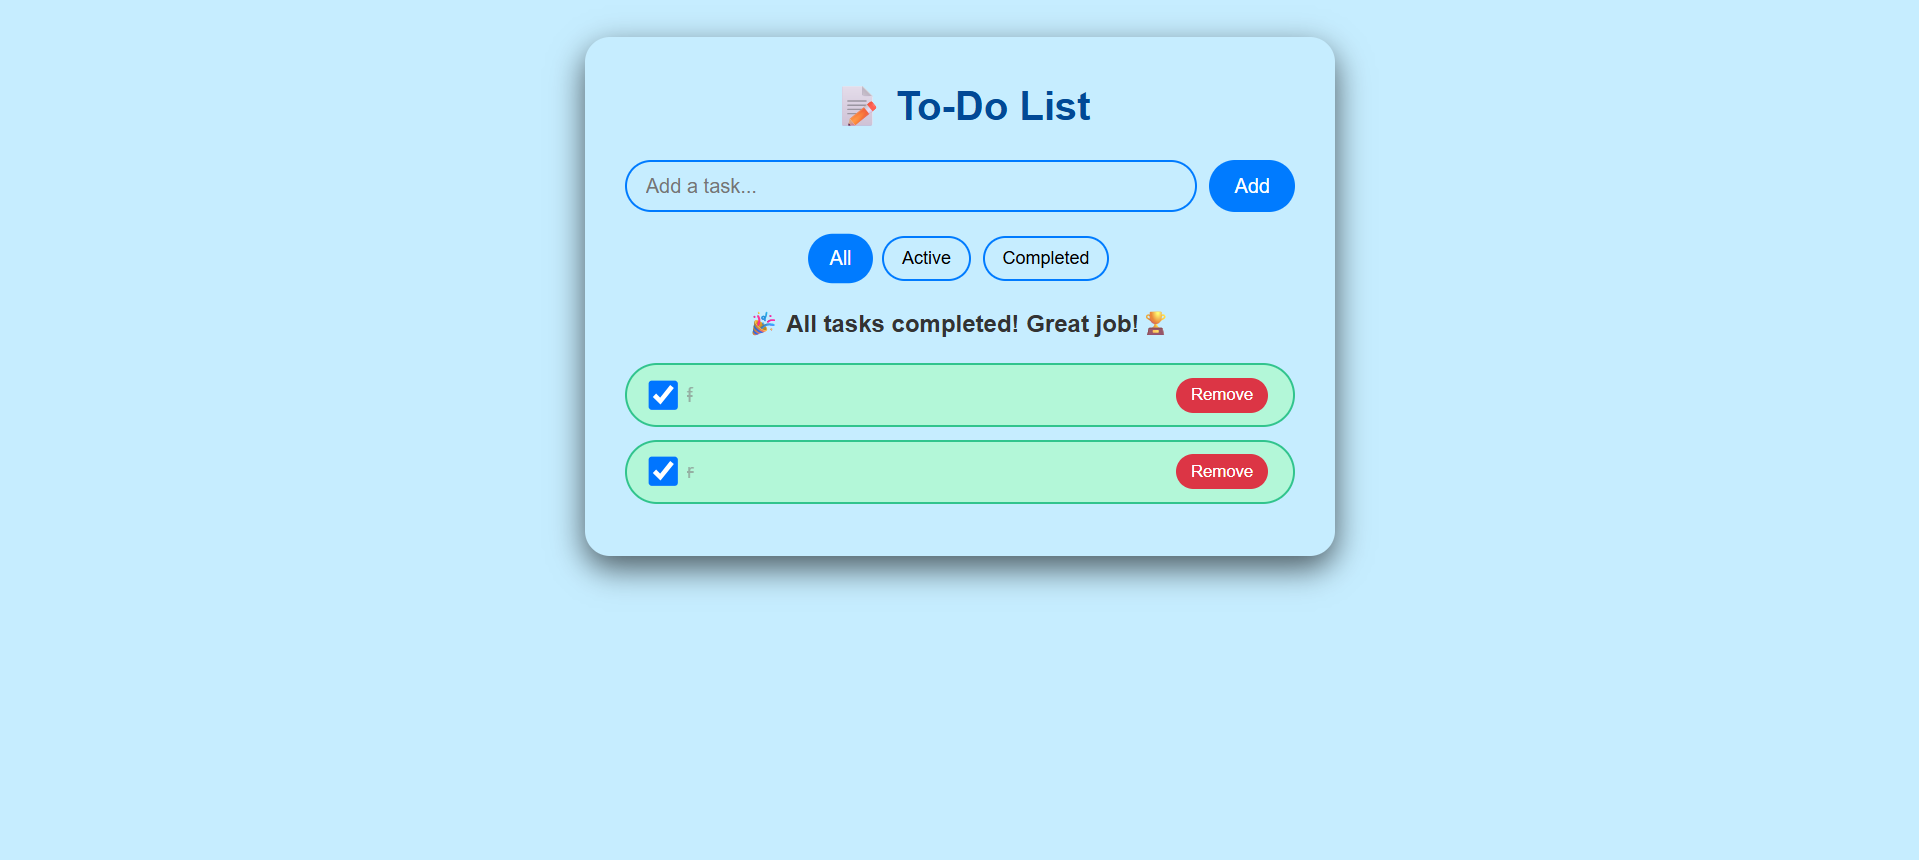 📝 To-Do List
Add a task...
Add
All
Active
Completed
🎉 All tasks completed! Great job!🏆
f
Remove
r
Remove